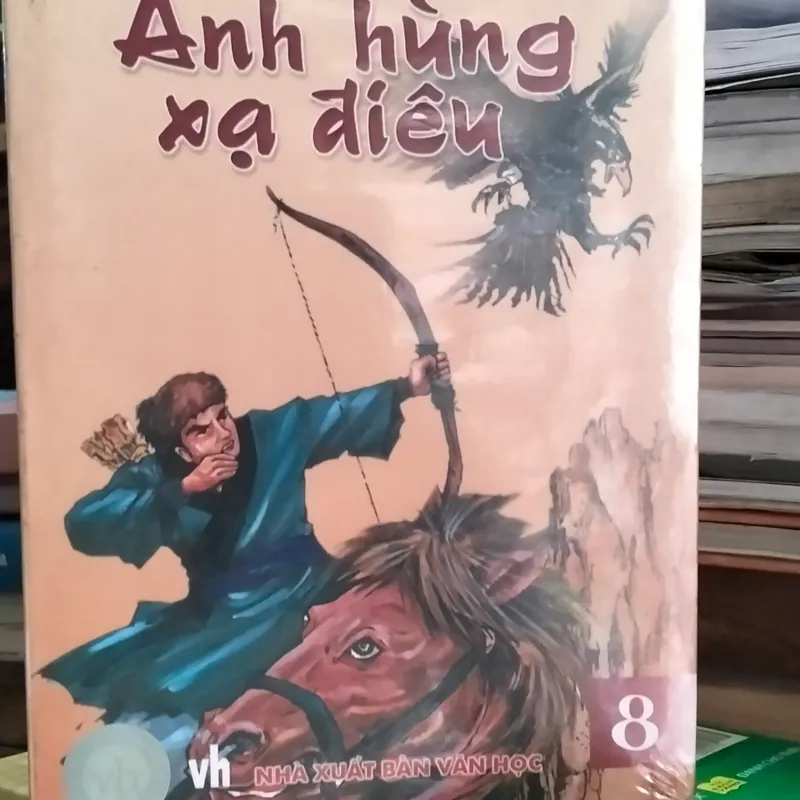 Anh hùng
xạ điêu
8
vh NHÀ XUẤT BẢN VĂN HỌC